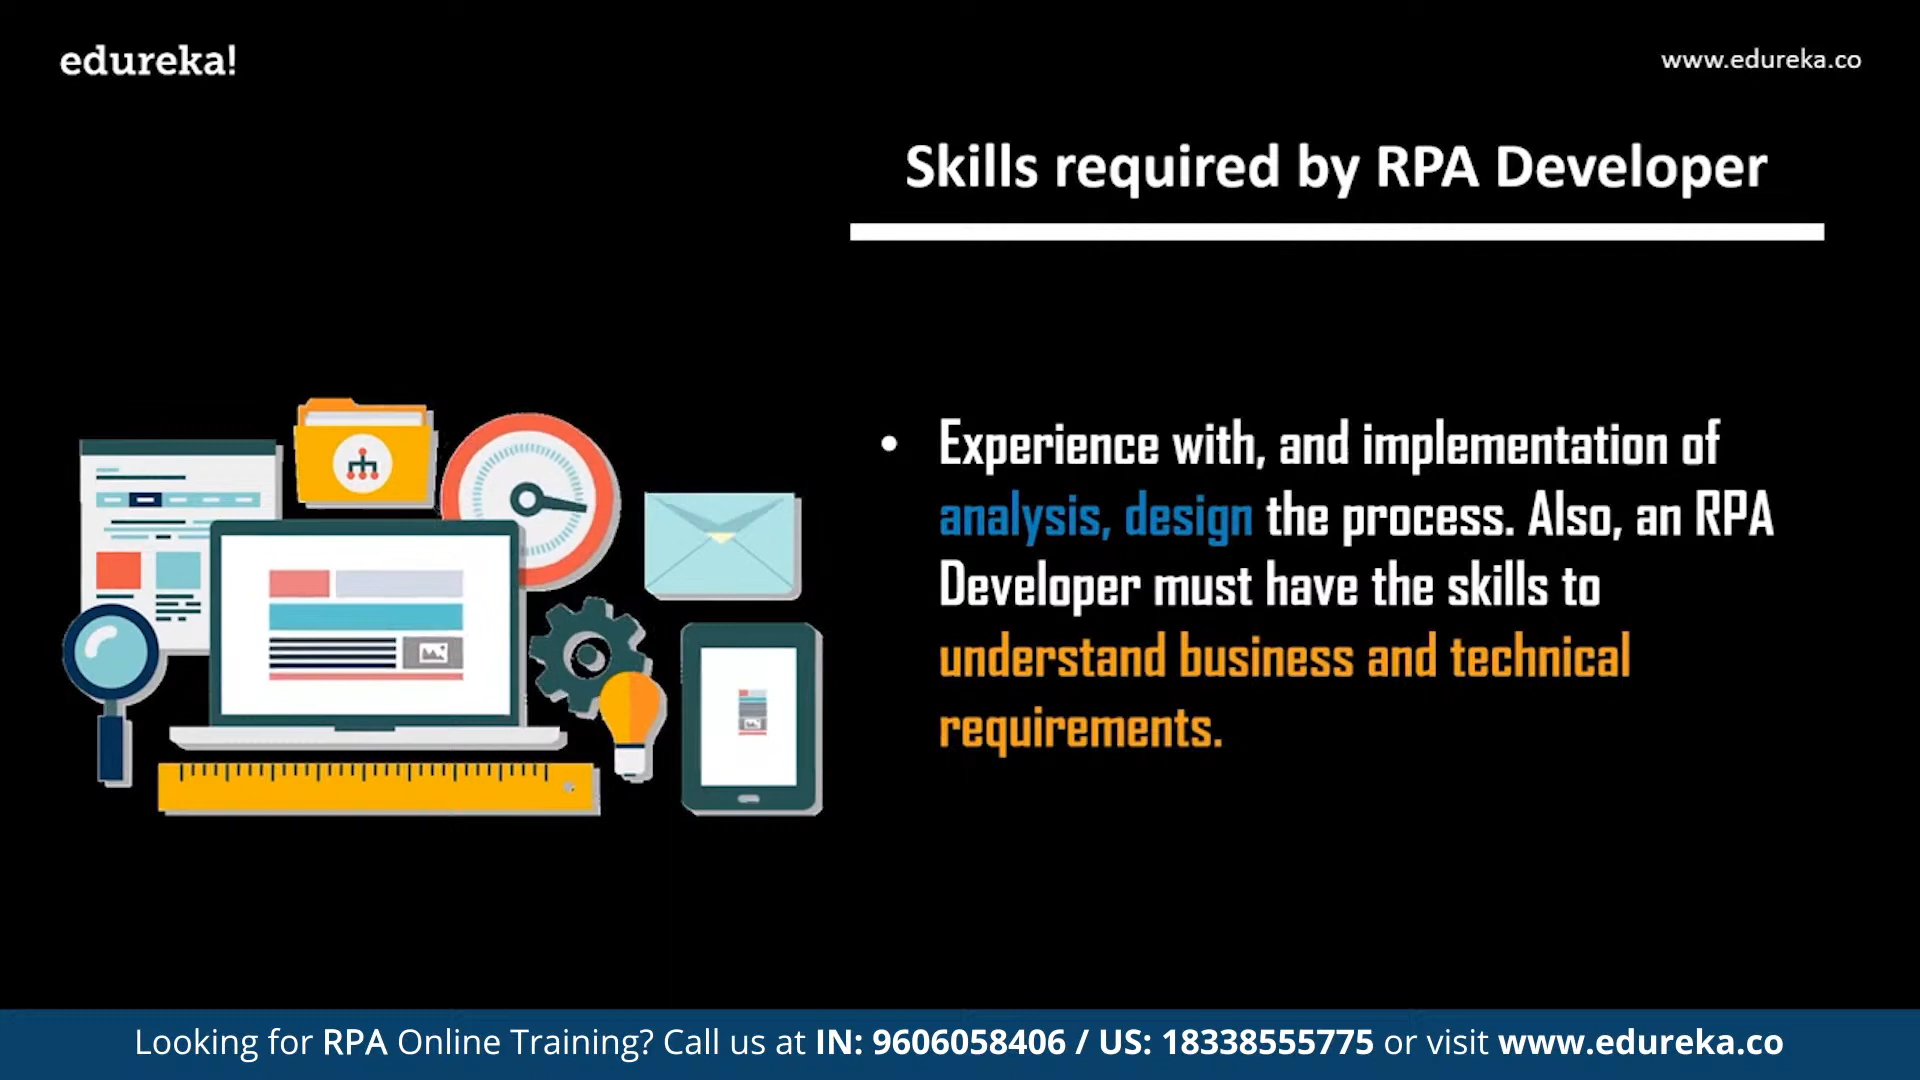 edureka!
www.edureka.co
Skills required by RPA Developer
• Experience with, and implementation of
analysis, design the process. Also, an RPA
Developer must have the skills to
understand business and technical
requirements.
Looking for RPA Online Training? Call us at IN: 9606058406 / US: 18338555775 or visit www.edureka.co